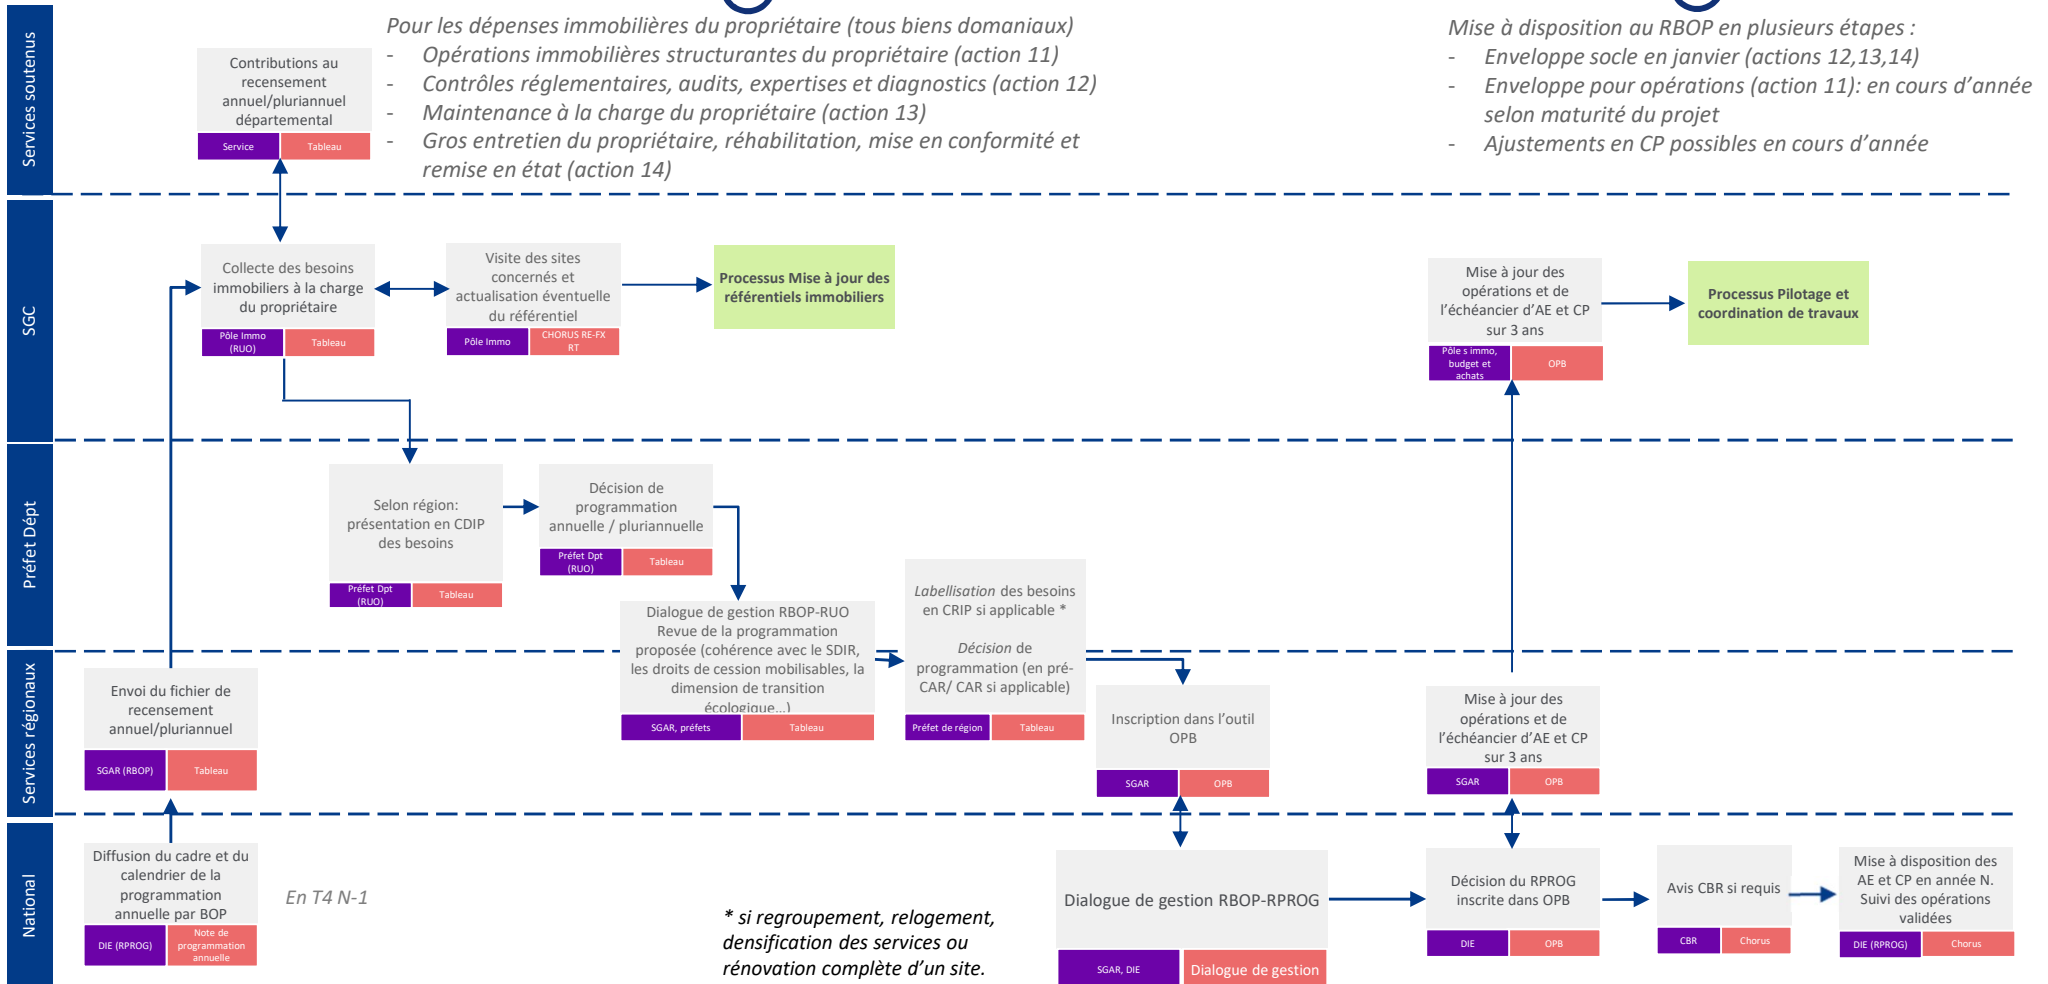 Services soutenus
Contributions au
recensement
annuel/pluriannuel
départemental
Service
Tableau
Pour les dépenses immobilières du propriétaire (tous biens domaniaux)
- Opérations immobilières structurantes du propriétaire (action 11)
- Contrôles réglementaires, audits, expertises et diagnostics (action 12)
- Maintenance à la charge du propriétaire (action 13)
- Gros entretien du propriétaire, réhabilitation, mise en conformité et
remise en état (action 14)
Mise à disposition au RBOP en plusieurs étapes :
- Enveloppe socle en janvier (actions 12,13,14)
- Enveloppe pour opérations (action 11): en cours d'année
selon maturité du projet
- Ajustements en CP possibles en cours d'année
SGC
Collecte des besoins
immobiliers à la charge
du propriétaire
Pôle Immo
(RUO)
Tableau
Visite des sites
concernés et
actualisation éventuelle
du référentiel
Pôle Immo
CHORUS RE-FX
RT
Processus Mise à jour des
référentiels immobiliers
Mise à jour des
opérations et de
l'échéancier d'AE et CP
sur 3 ans
Pôle s immo,
budget et
achats
OPB
Processus Pilotage et
coordination de travaux
Préfet Dépt
Selon région:
présentation en CDIP
des besoins
Préfet Dpt
(RUO)
Tableau
Décision de
programmation
annuelle / pluriannuelle
Préfet Dpt
(RUO)
Tableau
Dialogue de gestion RBOP-RUO
Revue de la programmation
proposée (cohérence avec le SDIR,
les droits de cession mobilisables, la
dimension de transition
écologique...)
SGAR, préfets
Tableau
Labellisation des besoins
en CRIP si applicable *
Décision de
programmation (en pré-
CAR/ CAR si applicable)
Préfet de région
Tableau
Services régionaux
Envoi du fichier de
recensement
annuel/pluriannuel
SGAR (RBOP)
Tableau
Inscription dans l'outil
OPB
SGAR
OPB
Mise à jour des
opérations et de
l'échéancier d'AE et CP
sur 3 ans
SGAR
OPB
National
Diffusion du cadre et du
calendrier de la
programmation
annuelle par BOP
DIE (RPROG)
Note de
programmation
annuelle
En T4 N-1
* si regroupement, relogement,
densification des services ou
rénovation complète d'un site.
Dialogue de gestion RBOP-RPROG
SGAR, DIE
Dialogue de gestion
Décision du RPROG
inscrite dans OPB
DIE
OPB
Avis CBR si requis
CBR
Chorus
Mise à disposition des
AE et CP en année N.
Suivi des opérations
validées
DIE (RPROG)
Chorus